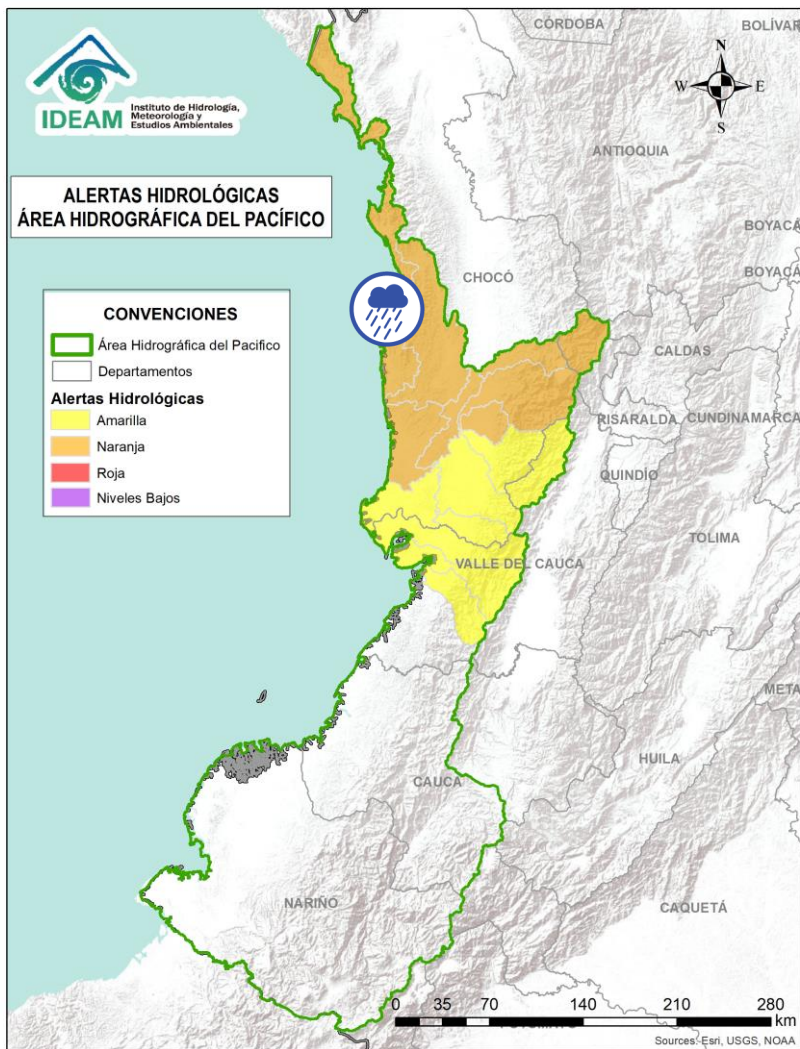 CÓRDOBA
BOLÍVAR
IDEAM
Instituto de Hidrología,
Meteorología y
Estudios Ambientales
N
W
E
S
ANTIOQUIA
ALERTAS HIDROLÓGICAS
ÁREA HIDROGRÁFICA DEL PACÍFICO
BOYACÁ
BOYACÁ
CHOCÓ
CONVENCIONES
Área Hidrográfica del Pacifico
Departamentos
Alertas Hidrológicas
Amarilla
Naranja
Roja
Niveles Bajos
CALDAS
RISARALDA
CUNDINAMARCA
QUINDÍO
TOLIMA
VALLE DEL CAUCA
META
HUILA
CAUCA
NARIÑO
CAQUETÁ
0 35 70 140 210 280
km
Sources: Esri, USGS, NOAA